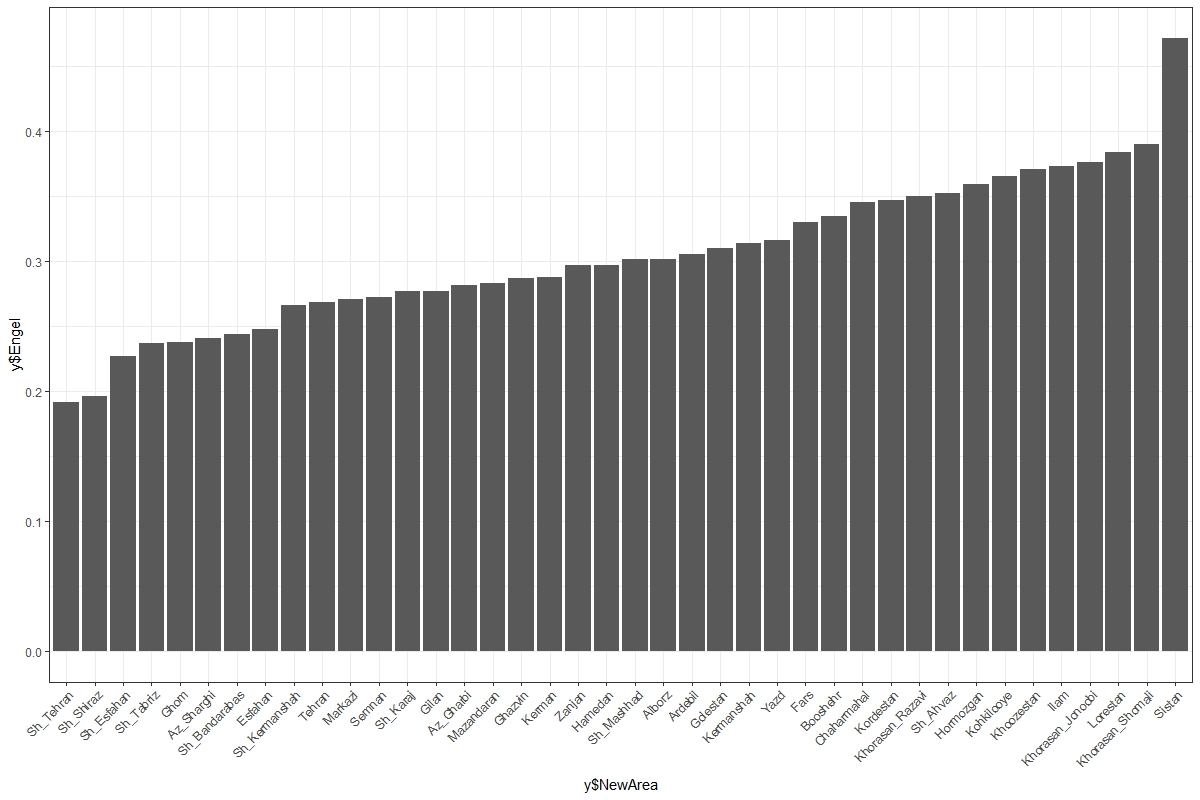 y$Engel
0.4
0.3
0.2
0.1
0.0
Sh_Tehran
Sh_Shiraz
Sh_Esfahan
Sh_Tabriz
Ghom
Az_Sharghi
Sh_Bandarabas
Esfahan
Sh_Kermanshah
Tehran
Markazi
Semnan
Sh_Karaj
Gilan
Az_Gharbi
Mazandaran
Ghazvin
Kerman
Zanjan
Hamedan
Sh_Mashhad
Alborz
Ardebil
Golestan
Kermanshah
Yazd
Fars
Booshehr
Chaharmahal
Kordestan
Khorasan_Razavi
Sh_Ahvaz
Hormozgan
Kohkilooye
Khoozestan
Ilam
Khorasan_Jonoobi
Lorestan
Khorasan_Shomali
Sistan
y$NewArea